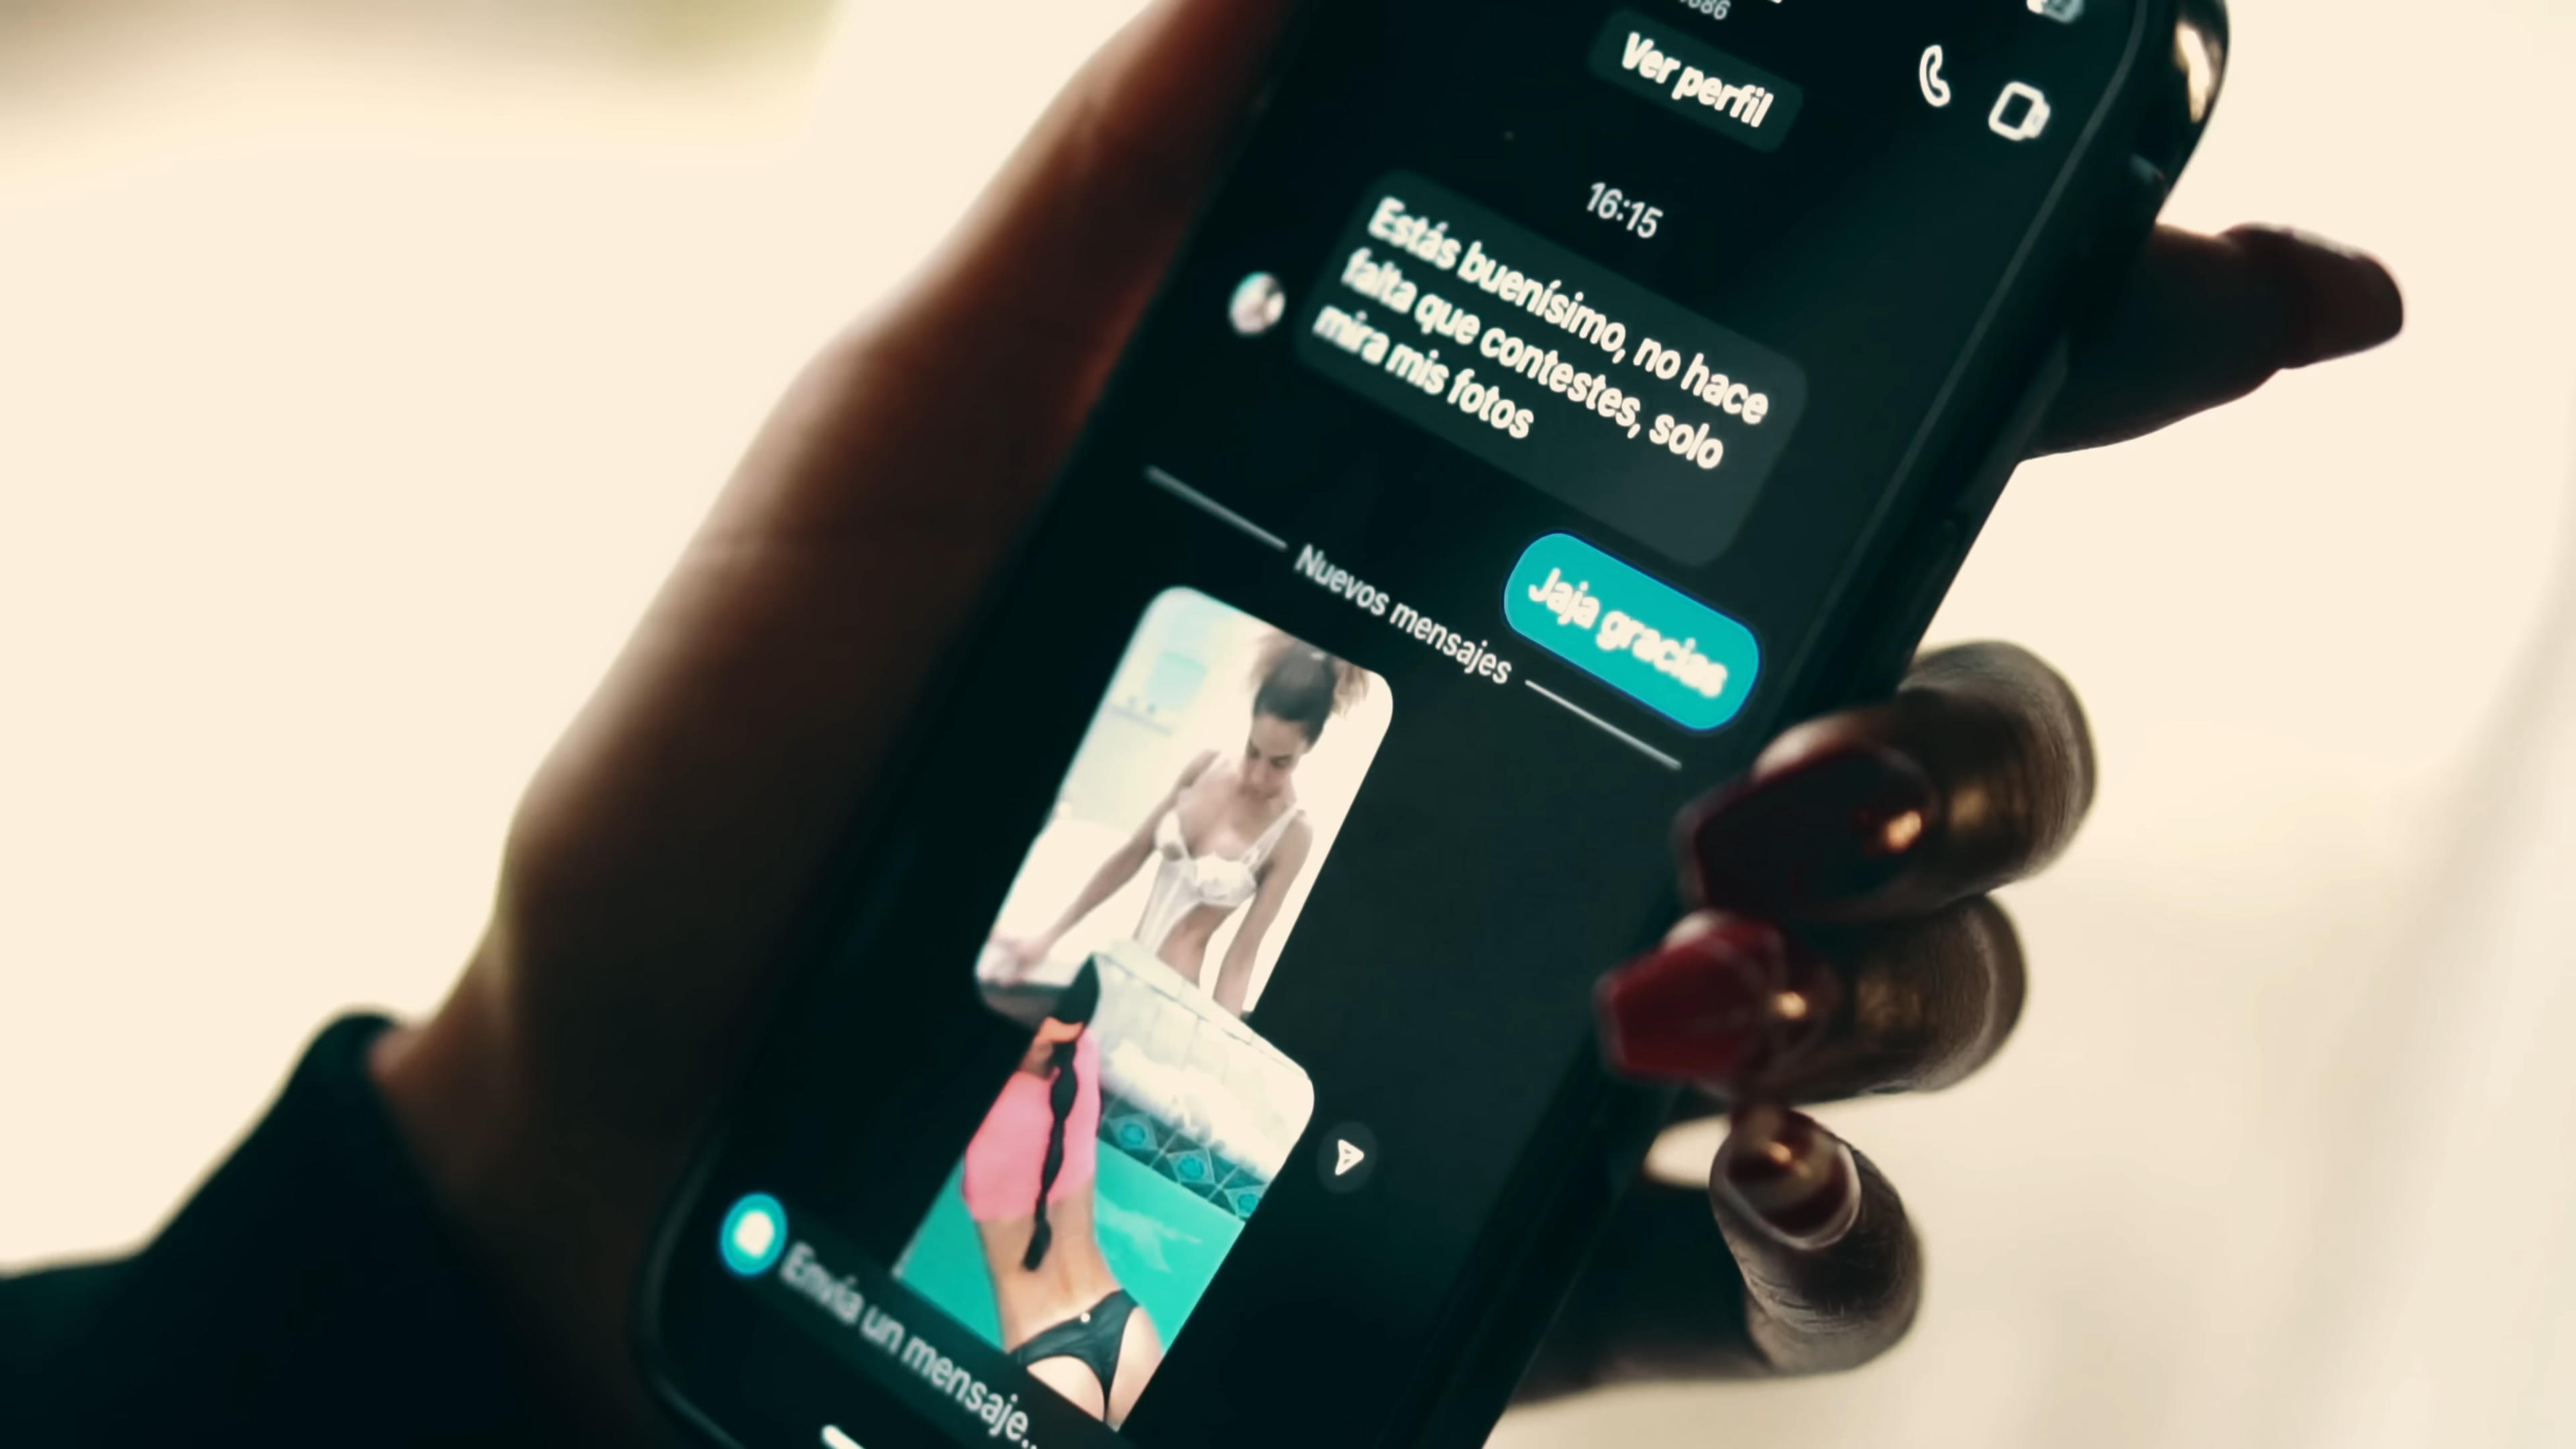 Ver perfil
16:15
Estás buenísimo, no hace
falta que contestes, solo
mira mis fotos
Jaja gracias
Nuevos mensajes
Envía un mensaje...